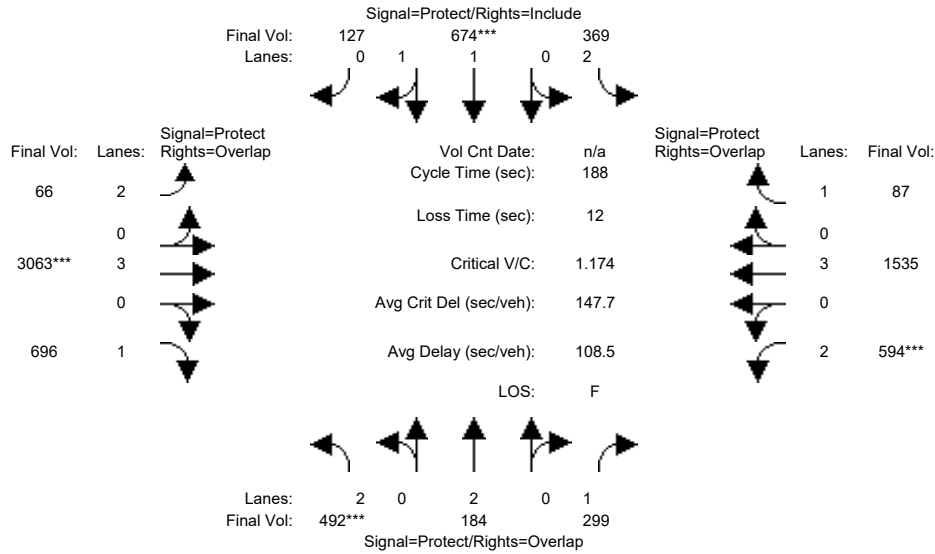 Signal=Protect/Rights=Include
Final Vol: 127 674*** 369
Lanes: 0 1 1 0 2
Signal=Protect
Rights=Overlap
Final Vol: Lanes:
Vol Cnt Date: n/a
Signal=Protect
Rights=Overlap
Lanes: Final Vol:
Cycle Time (sec): 188
66 2
1 87
Loss Time (sec): 12
0
0
3063*** 3
Critical V/C: 1.174
3 1535
0
Avg Crit Del (sec/veh): 147.7
0
696 1
Avg Delay (sec/veh): 108.5
2 594***
LOS: F
Lanes: 2 0 2 0 1
Final Vol: 492*** 184 299
Signal=Protect/Rights=Overlap